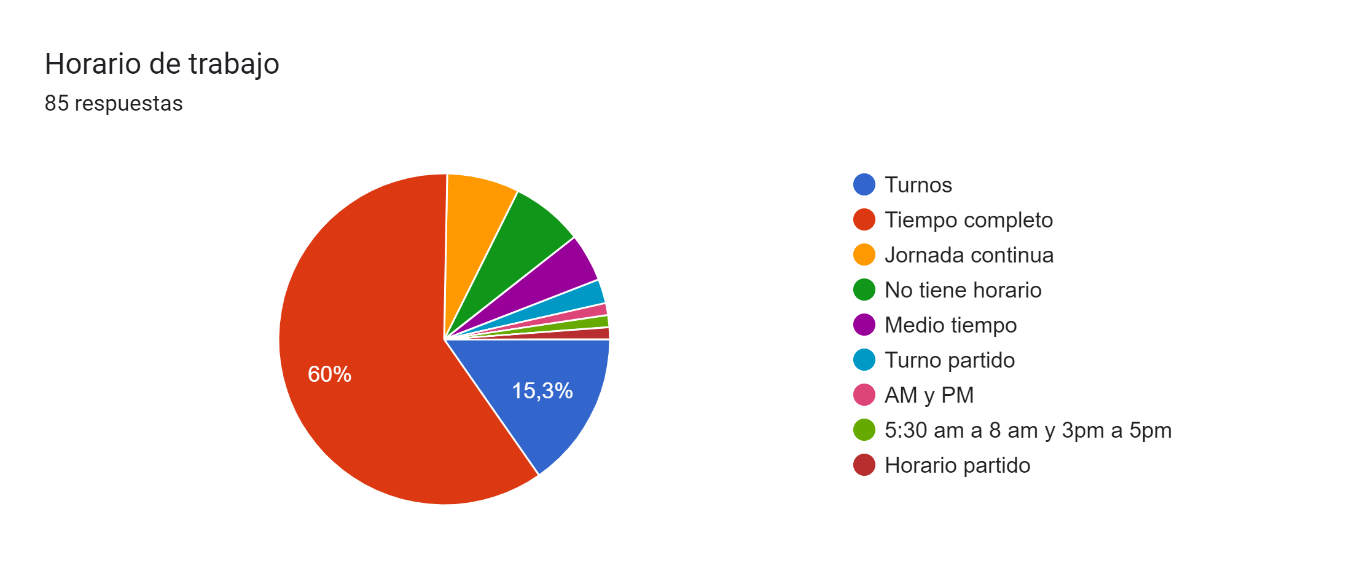 Horario de trabajo
85 respuestas
60%
15,3%
Turnos
Tiempo completo
Jornada continua
No tiene horario
Medio tiempo
Turno partido
AM y PM
5:30 am a 8 am y 3pm a 5pm
Horario partido